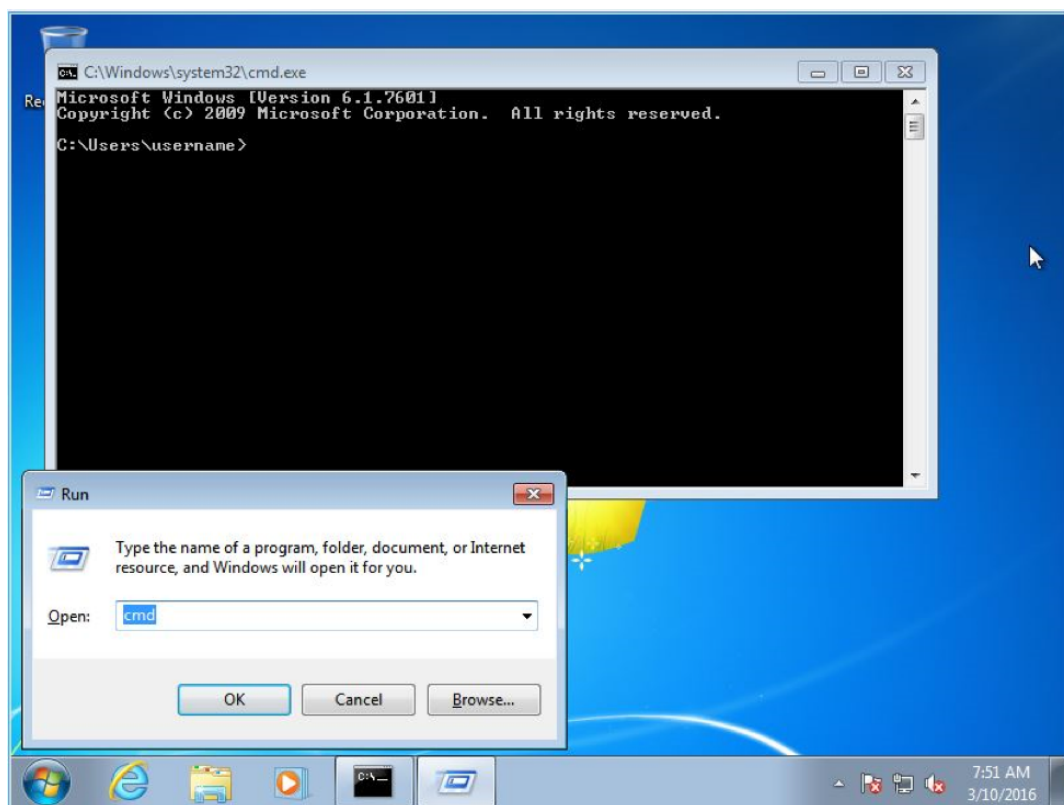 C:\Windows\system32\cmd.exe
Microsoft Windows [Version 6.1.7601]
Copyright (c) 2009 Microsoft Corporation.  All rights reserved.
C:\Users\username>
Run
Type the name of a program, folder, document, or Internet
resource, and Windows will open it for you.
Open: cmd
OK Cancel Browse...
7:51 AM
3/10/2016